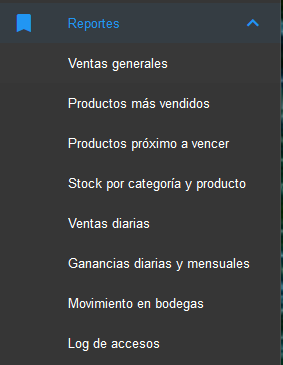 Reportes
Ventas generales
Productos más vendidos
Productos próximo a vencer
Stock por categoría y producto
Ventas diarias
Ganancias diarias y mensuales
Movimiento en bodegas
Log de accesos